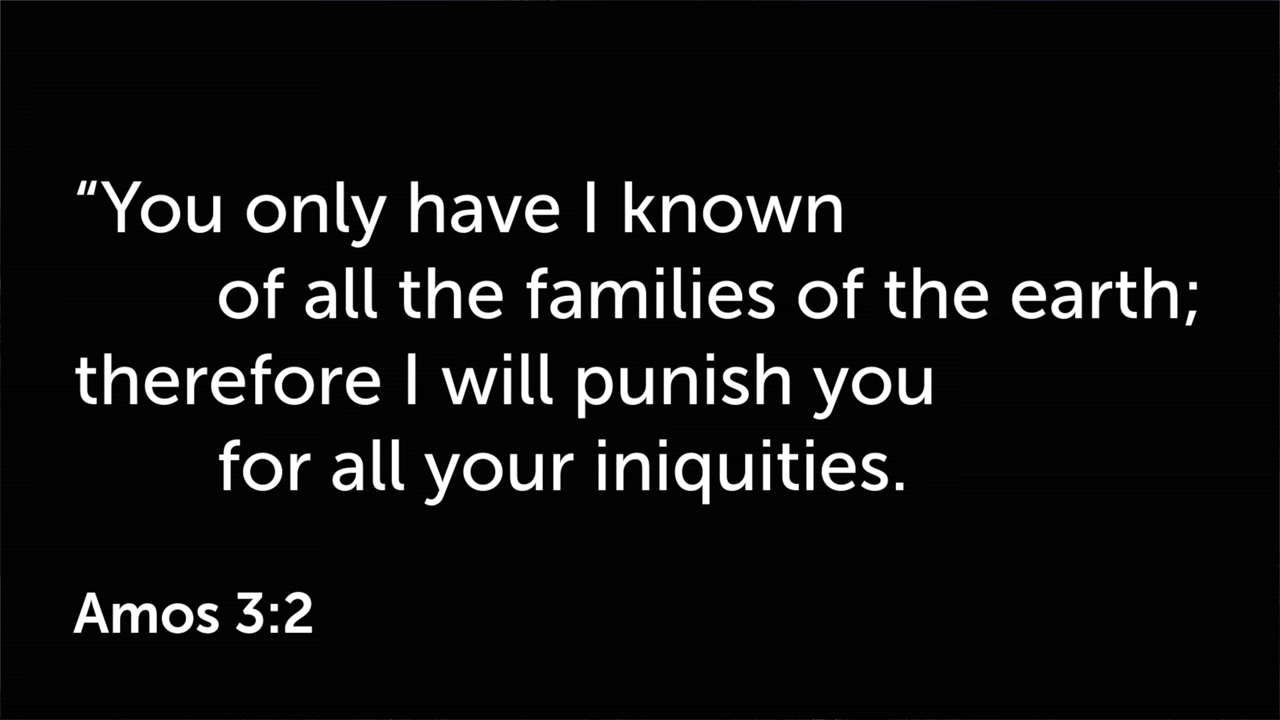 “You only have I known
of all the families of the earth;
therefore I will punish you
for all your iniquities.
Amos 3:2